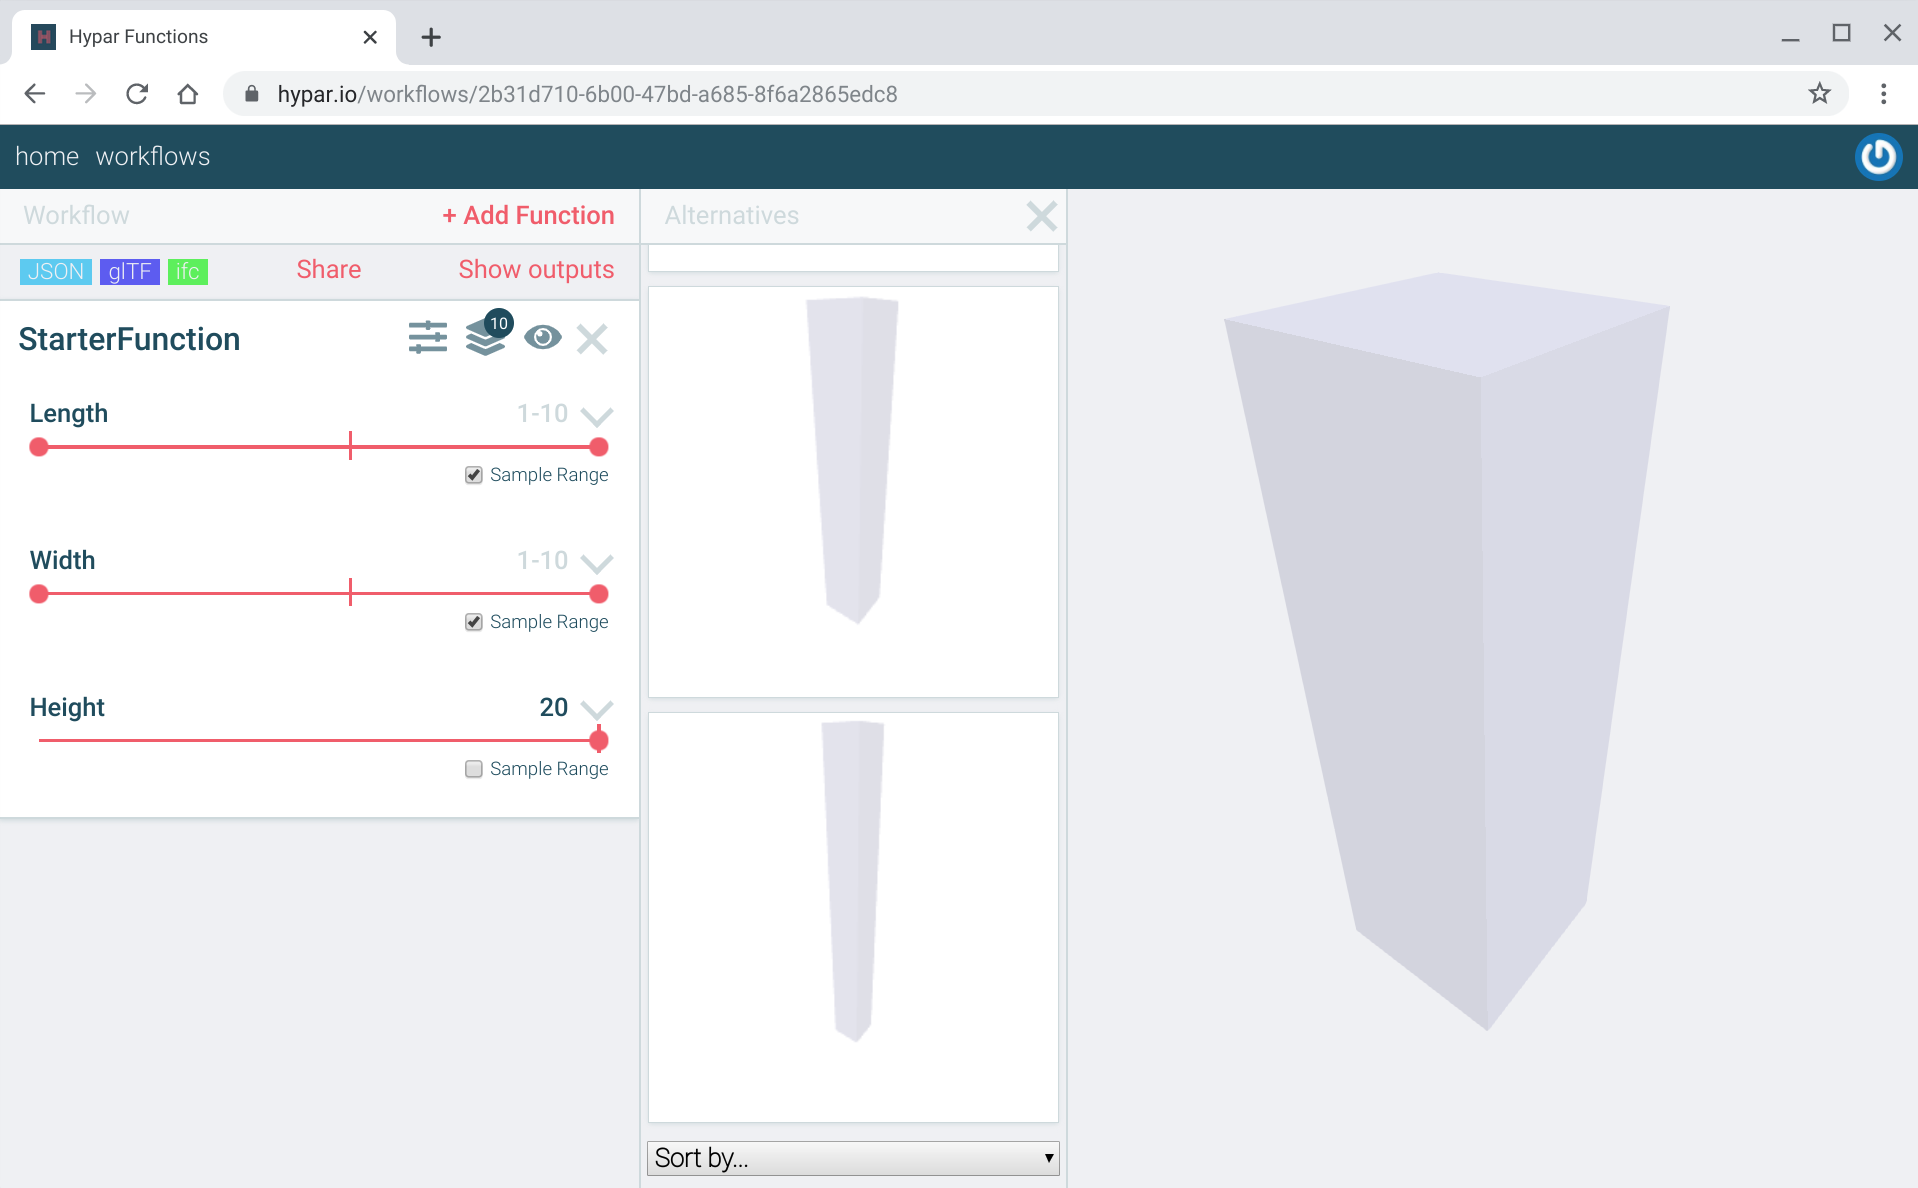 Hypar Functions
hypar.io/workflows/2b31d710-6b00-47bd-a685-8f6a2865edc8
home workflows
Workflow + Add Function
Alternatives
JSON glTF ifc Share Show outputs
StarterFunction 10
Length 1-10
Sample Range
Width 1-10
Sample Range
Height 20
Sample Range
Sort by...